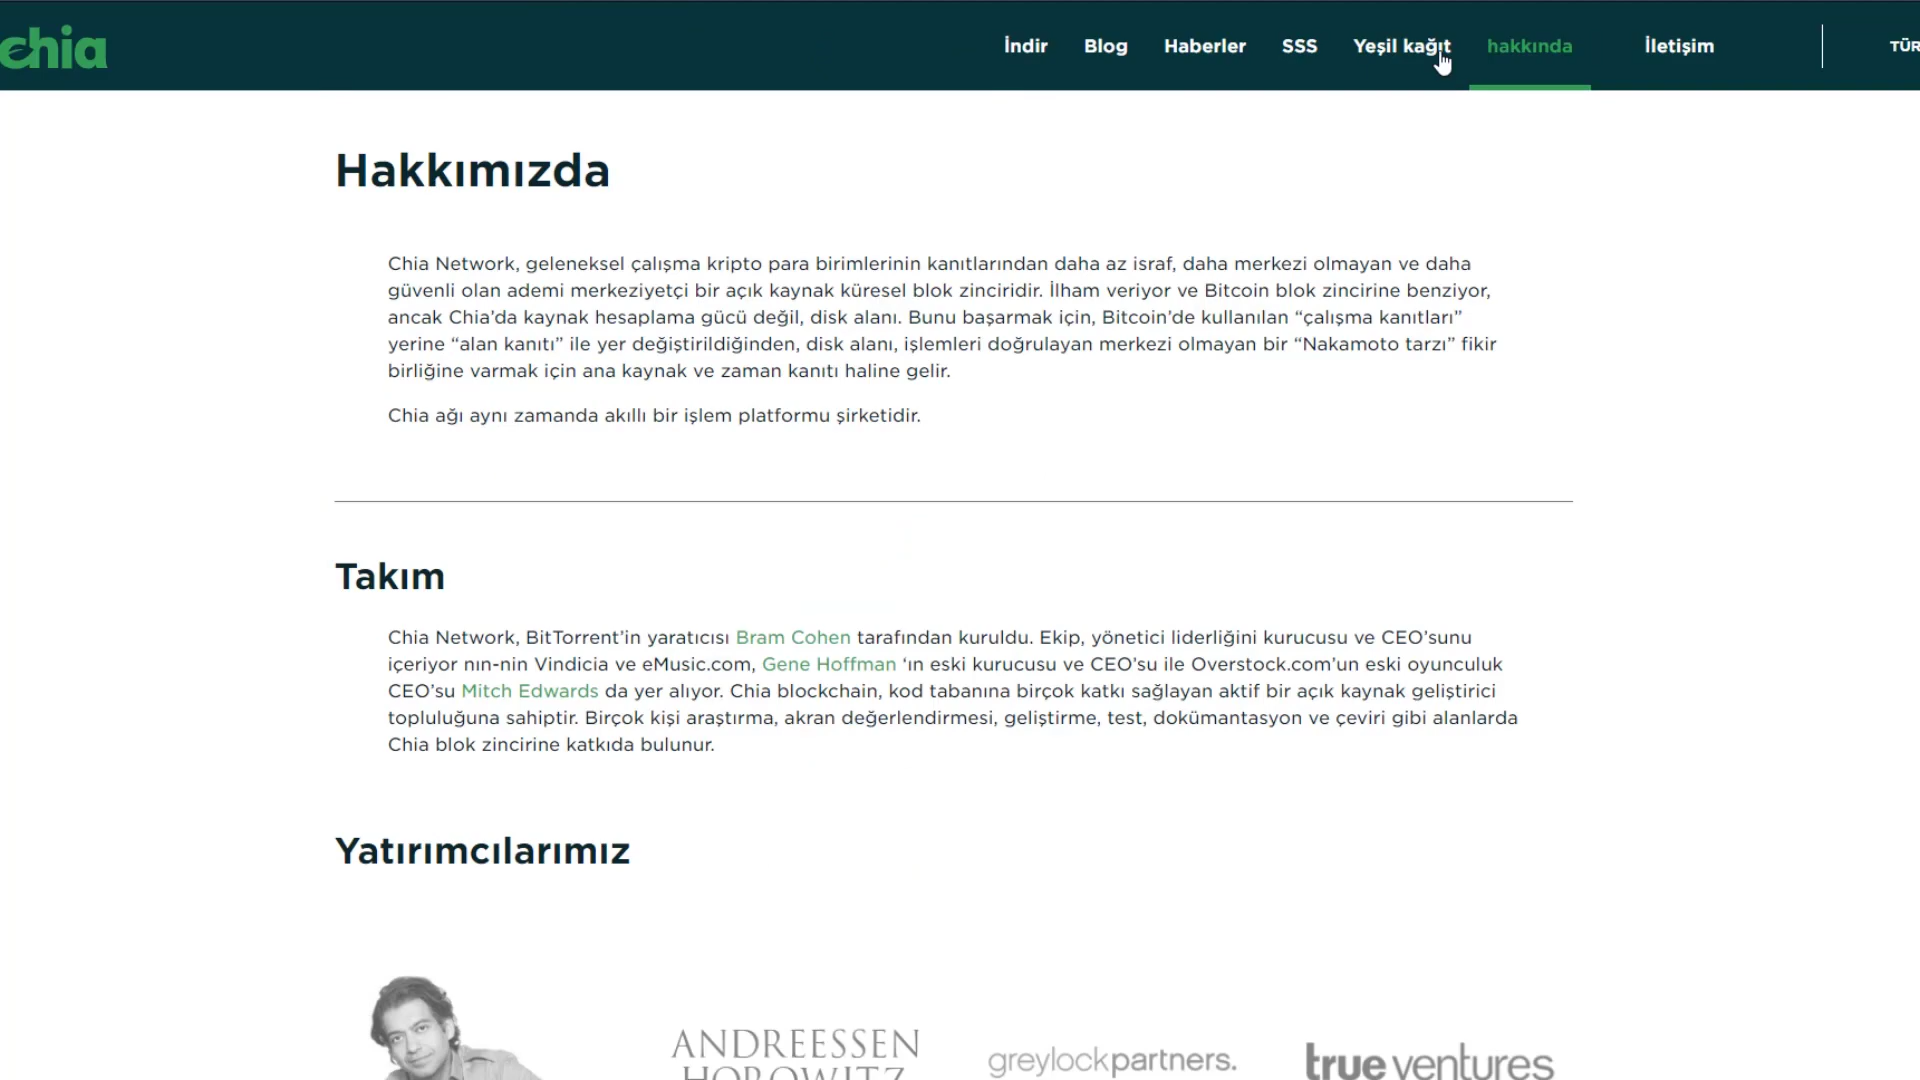 chia
İndir Blog Haberler SSS Yeşil kağıt hakkında İletişim
Hakkımızda
Chia Network, geleneksel çalışma kripto para birimlerinin kanıtlarından daha az israf, daha merkezi olmayan ve daha
güvenli olan ademi merkeziyetçi bir açık kaynak küresel blok zinciridir. İlham veriyor ve Bitcoin blok zincirine benziyor,
ancak Chia’da kaynak hesaplama gücü değil, disk alanı. Bunu başarmak için, Bitcoin’de kullanılan “çalışma kanıtları”
yerine “alan kanıtı” ile yer değiştirildiğinden, disk alanı, işlemleri doğrulayan merkezi olmayan bir “Nakamoto tarzı” fikir
birliğine varmak için ana kaynak ve zaman kanıtı haline gelir.
Chia ağı aynı zamanda akıllı bir işlem platformu şirketidir.
Takım
Chia Network, BitTorrent’in yaratıcısı Bram Cohen tarafından kuruldu. Ekip, yönetici liderliğini kurucusu ve CEO’sunu
içeriyor nın-nin Vindicia ve eMusic.com, Gene Hoffman ‘ın eski kurucusu ve CEO’su ile Overstock.com’un eski oyunculuk
CEO’su Mitch Edwards da yer alıyor. Chia blockchain, kod tabanına birçok katkı sağlayan aktif bir açık kaynak geliştirici
topluluğuna sahiptir. Birçok kişi araştırma, akran değerlendirmesi, geliştirme, test, dokümantasyon ve çeviri gibi alanlarda
Chia blok zincirine katkıda bulunur.
Yatırımcılarımız
ANDREESSEN
HOROWITZ
greylockpartners.
true ventures